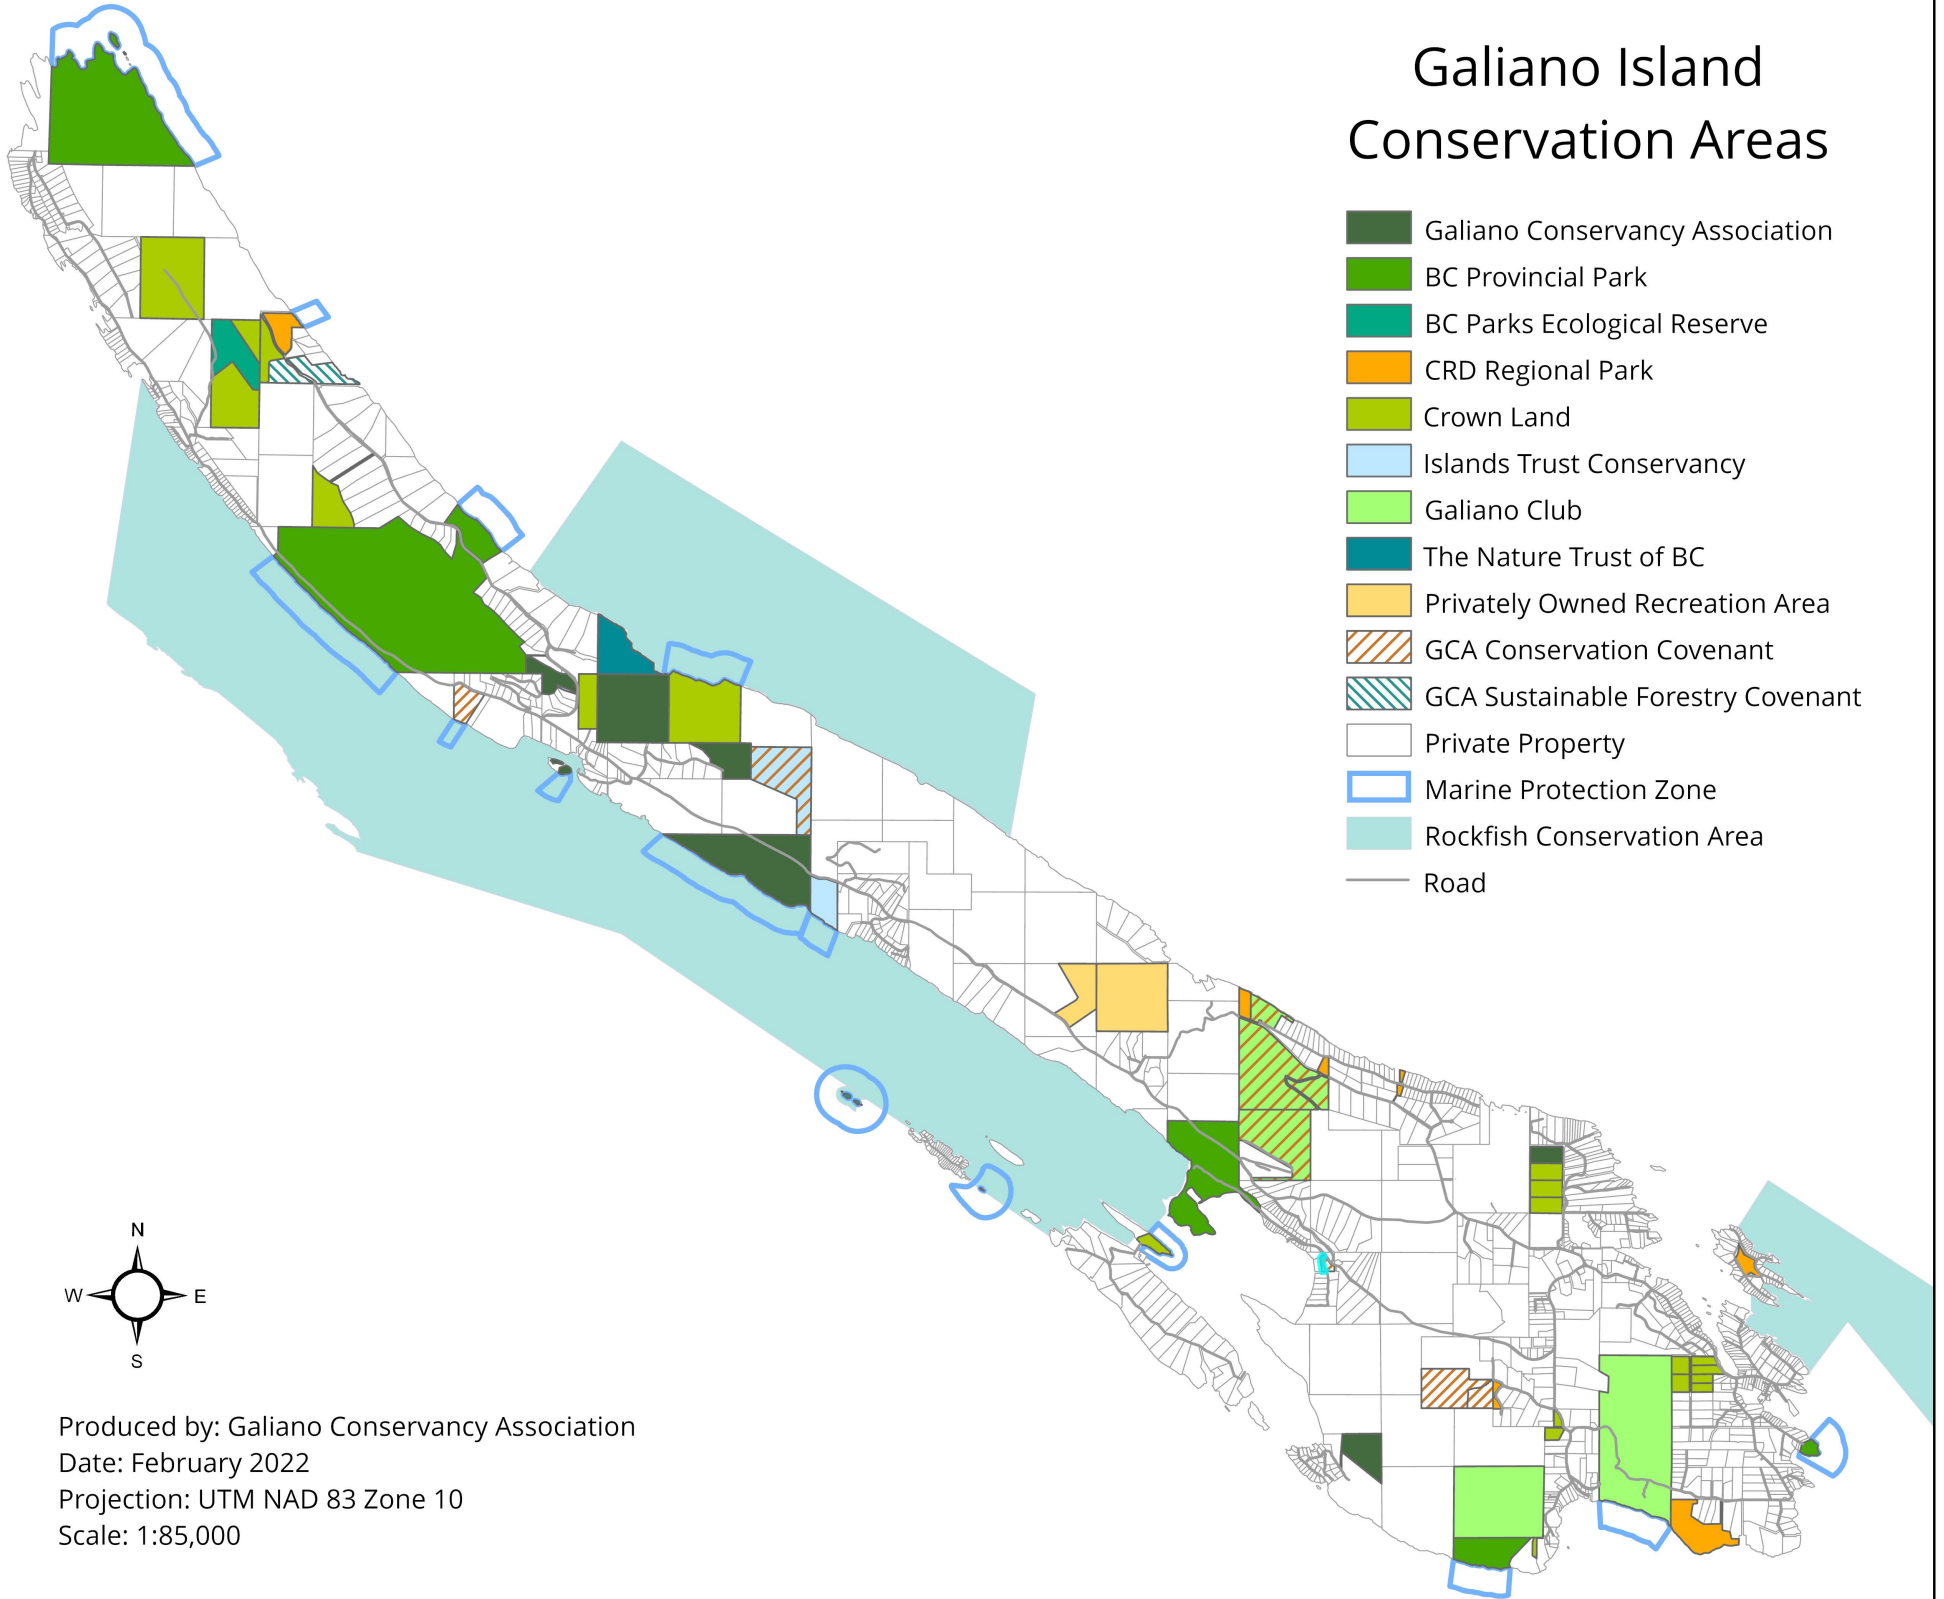 Galiano Island
Conservation Areas
Galiano Conservancy Association
BC Provincial Park
BC Parks Ecological Reserve
CRD Regional Park
Crown Land
Islands Trust Conservancy
Galiano Club
The Nature Trust of BC
Privately Owned Recreation Area
GCA Conservation Covenant
GCA Sustainable Forestry Covenant
Private Property
Marine Protection Zone
Rockfish Conservation Area
Road
N
W E
S
Produced by: Galiano Conservancy Association
Date: February 2022
Projection: UTM NAD 83 Zone 10
Scale: 1:85,000